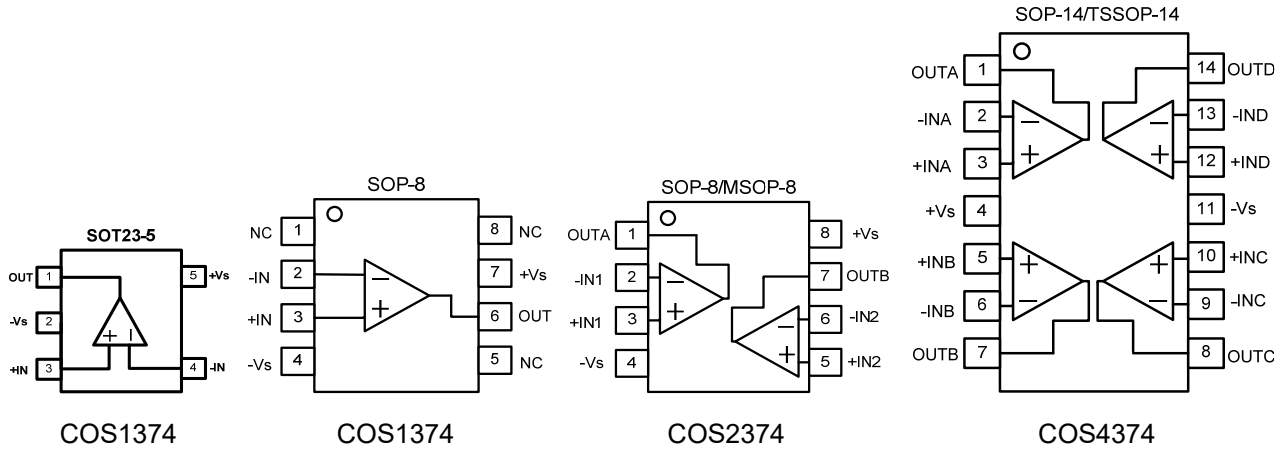 SOT23-5
OUT 1
5 +Vs
-Vs 2
+IN 3
4 -IN
+ −
COS1374
SOP-8
NC 1
8 NC
-IN 2
7 +Vs
+IN 3
6 OUT
-Vs 4
5 NC
−
+
COS1374
SOP-8/MSOP-8
OUTA 1
8 +Vs
-IN1 2
7 OUTB
+IN1 3
6 -IN2
-Vs 4
5 +IN2
−
+
−
+
COS2374
SOP-14/TSSOP-14
OUTA 1
14 OUTD
-INA 2
13 -IND
+INA 3
12 +IND
+Vs 4
11 -Vs
+INB 5
10 +INC
-INB 6
9 -INC
OUTB 7
8 OUTC
− −
+ +
+ +
− −
COS4374